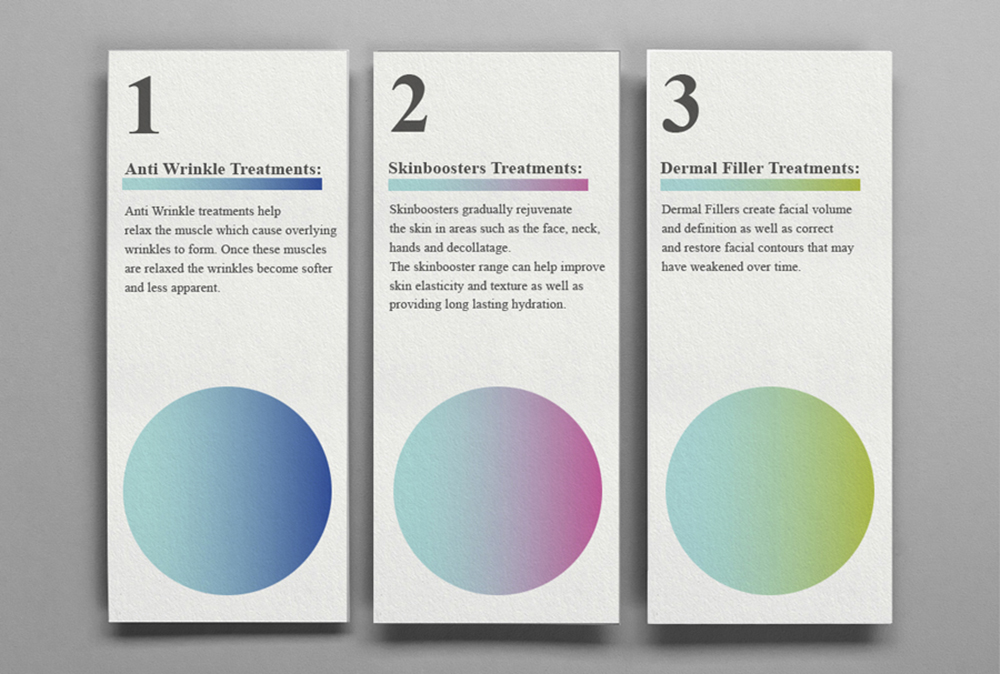 1
Anti Wrinkle Treatments:
Anti Wrinkle treatments help
relax the muscle which cause overlying
wrinkles to form. Once these muscles
are relaxed the wrinkles become softer
and less apparent.
2
Skinboosters Treatments:
Skinboosters gradually rejuvenate
the skin in areas such as the face, neck,
hands and decollatage.
The skinbooster range can help improve
skin elasticity and texture as well as
providing long lasting hydration.
3
Dermal Filler Treatments:
Dermal Fillers create facial volume
and definition as well as correct
and restore facial contours that may
have weakened over time.